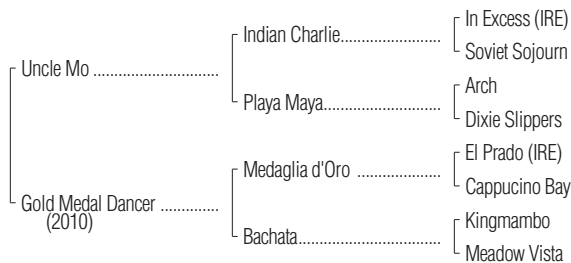 In Excess (IRE)
Indian Charlie....................
Soviet Sojourn
Uncle Mo .........................
Arch
Playa Maya........................
Dixie Slippers
El Prado (IRE)
Medaglia d'Oro .................
Cappucino Bay
Gold Medal Dancer ............
(2010)
Kingmambo
Bachata............................
Meadow Vista